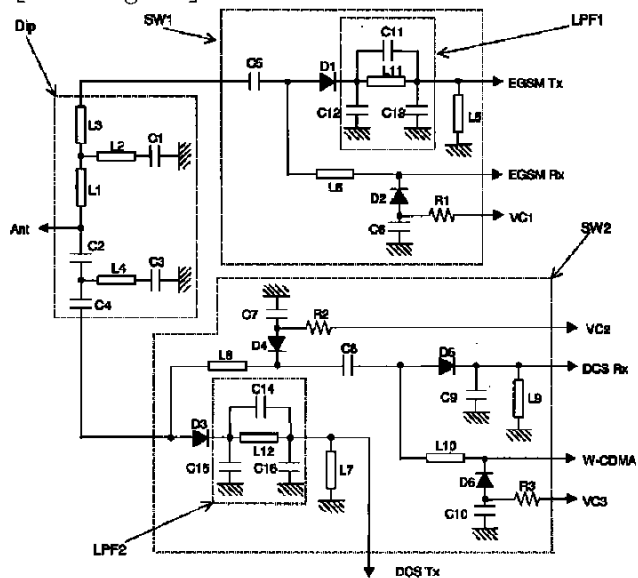 SW1
LPF1
Dip
C11
C5
D1
L11
EGSM Tx
C12
C13
L5
L3
L2
C1
L6
EGSM Rx
L1
D2
R1
VC1
C6
Ant
C2
SW2
L4
C3
C4
C7
R2
VC2
D4
L8
C8
D5
DCS Rx
C14
C9
L9
D3
L12
L10
W-CDMA
C15
C16
L7
D6
R3
VC3
C10
LPF2
DCS Tx